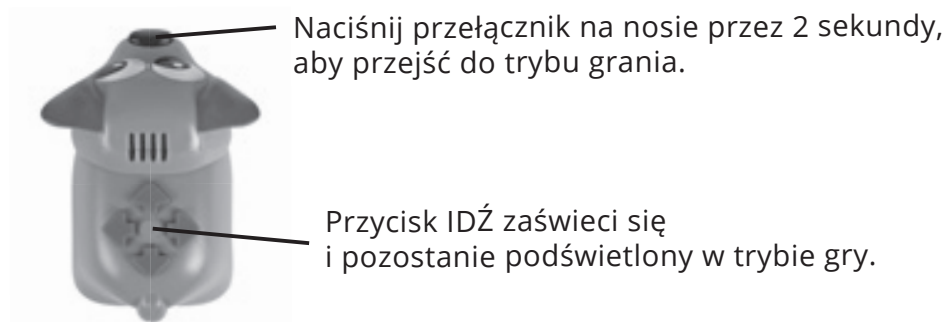 Naciśnij przełącznik na nosie przez 2 sekundy,
aby przejść do trybu grania.
Przycisk IDŹ zaświeci się
i pozostanie podświetlony w trybie gry.